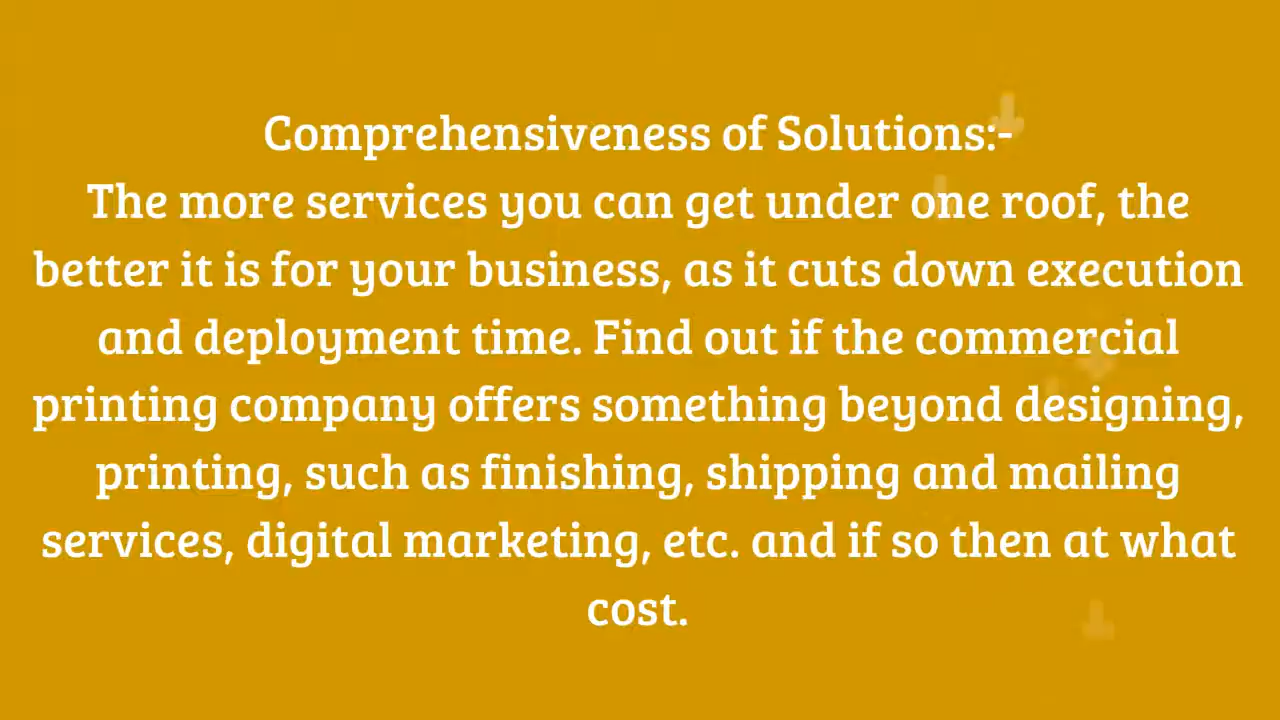 Comprehensiveness of Solutions:-
The more services you can get under one roof, the
better it is for your business, as it cuts down execution
and deployment time. Find out if the commercial
printing company offers something beyond designing,
printing, such as finishing, shipping and mailing
services, digital marketing, etc. and if so then at what
cost.